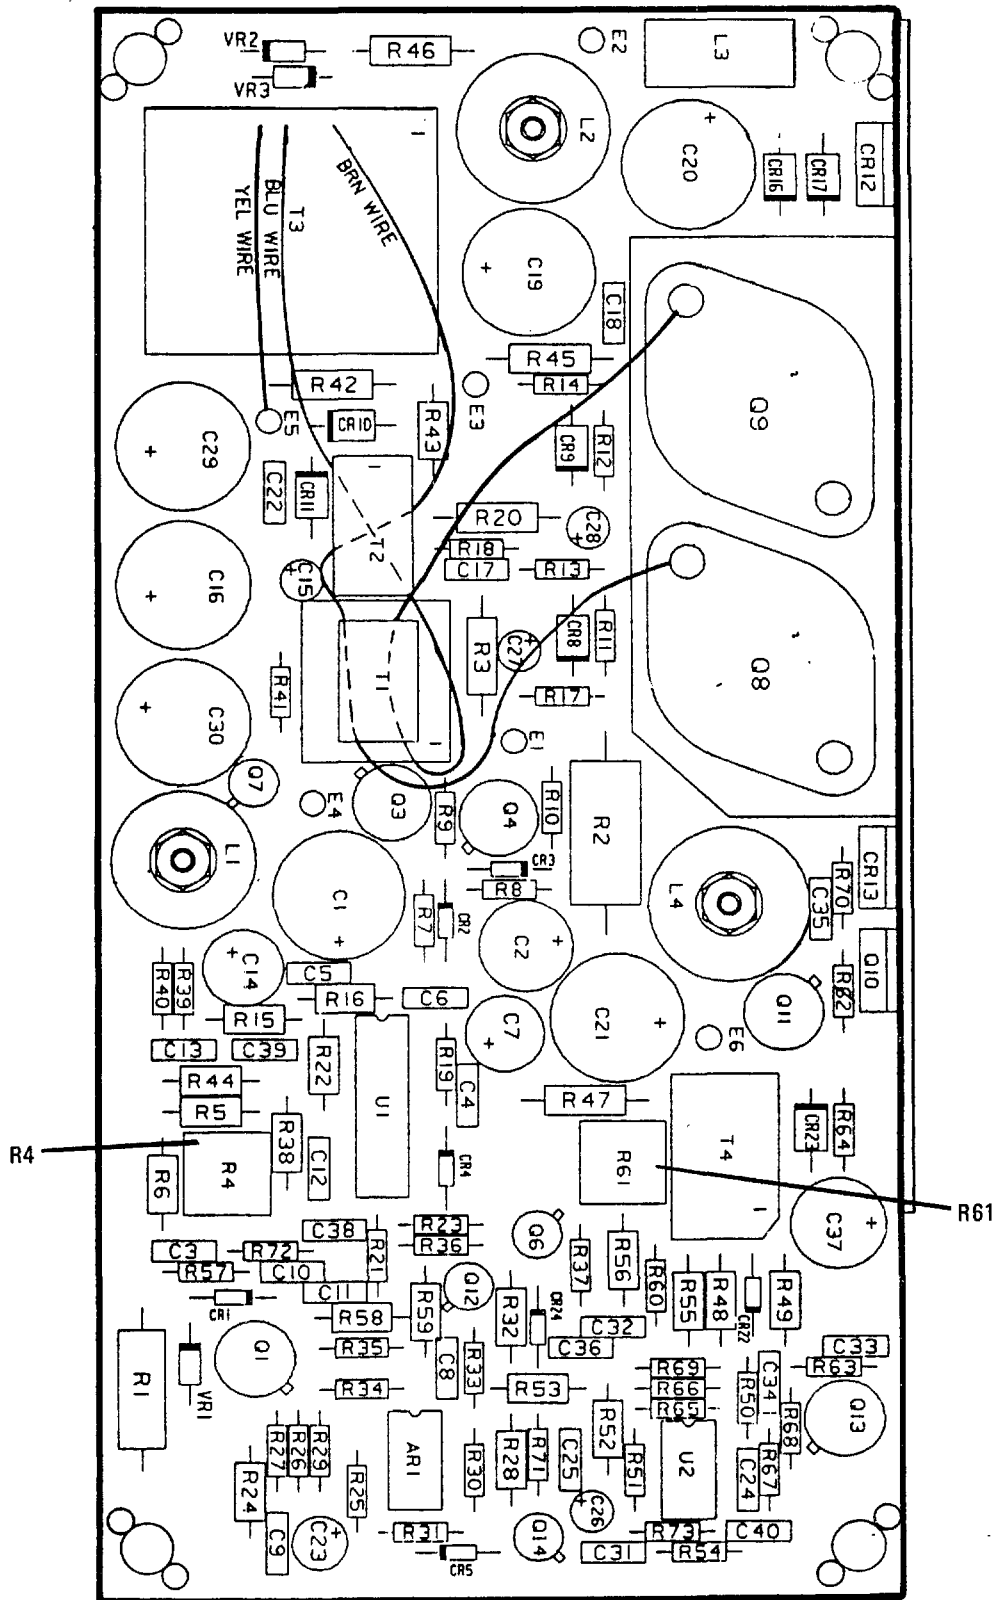 VR2
R46
E2
L3
VR3
L2
C20
CR16
CR17
CR12
BRN WIRE
T3
BLU WIRE
YEL WIRE
C19
C18
R45
R14
R42
E3
Q9
E5
CR10
R43
CR9
R12
C29
C22
CR11
R20
C28
T2
R18
C17
R13
C15
C16
CR8
R11
R3
C27
Q8
T1
R41
R17
C30
E1
Q7
E4
Q3
R9
Q4
R10
R2
L1
CR3
R8
CR13
R70
C35
L4
C1
R7
CR2
C2
C14
C5
R40
R39
R16
C6
Q10
R62
Q11
R15
C7
C21
E6
C13
C39
R22
U1
R19
C4
R44
R5
R47
CR23
R64
R4
R38
R4
R6
C12
CR4
R61
T4
R61
C37
C38
R23
R36
C3
R72
R21
Q6
R57
C10
R37
R56
R60
C11
Q12
CR1
R58
R59
R32
CR24
R55
R48
CR22
R49
C32
R35
C36
C33
Q1
C8
R33
R69
C34
R63
R1
VR1
R34
R53
R66
R50
R65
R68
Q13
R52
R27
R26
R29
AR1
R30
R28
R71
C25
R51
U2
C24
R67
R24
R25
C26
C9
C23
R31
Q14
R73
C40
CR5
C31
R54